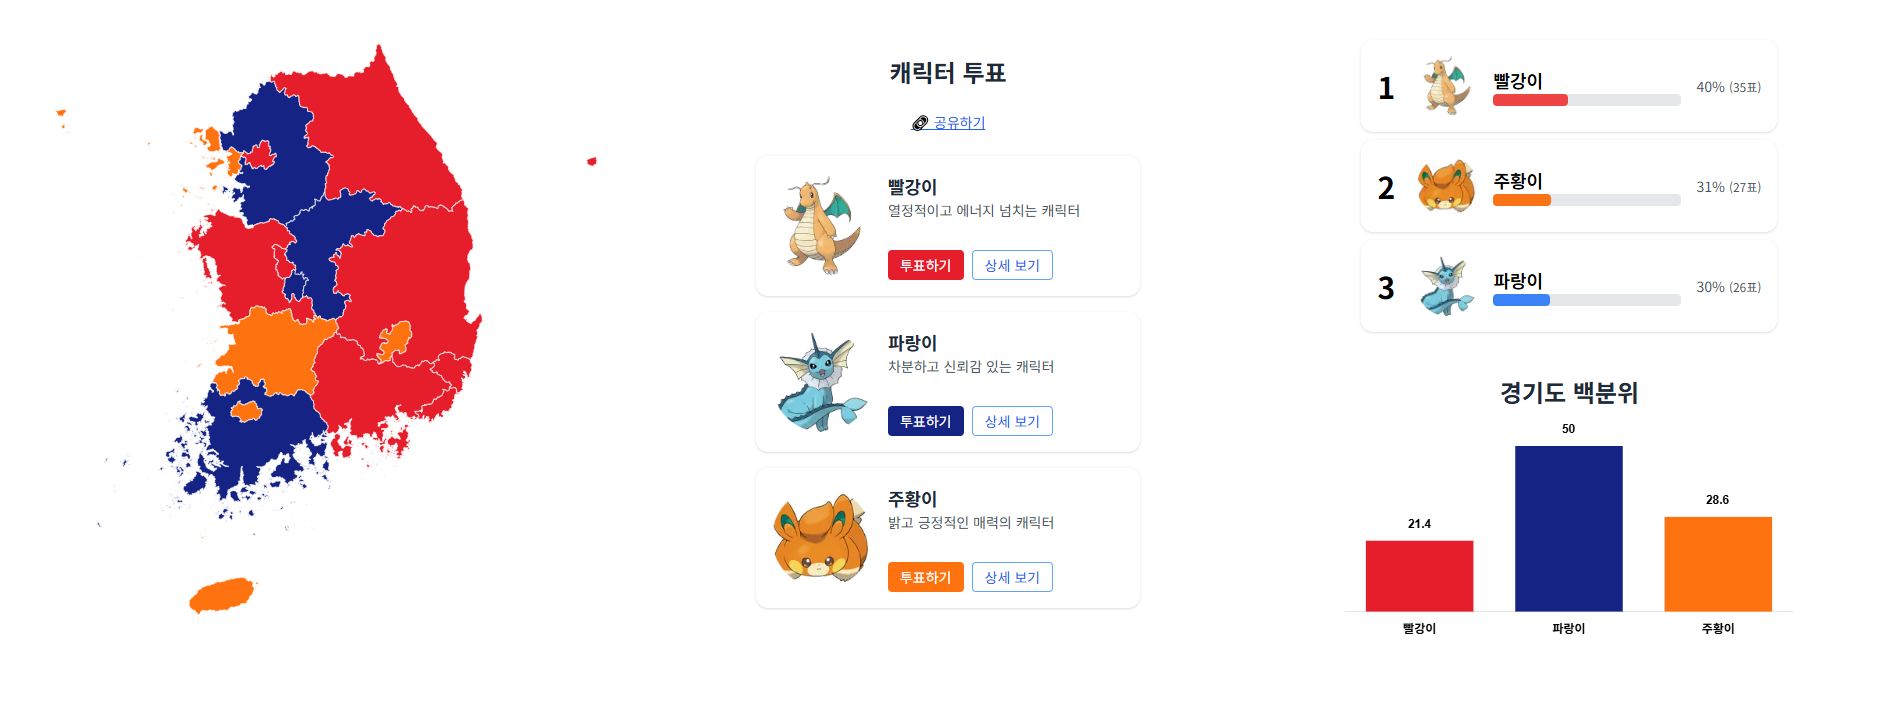 캐릭터 투표
공유하기
빨강이
열정적이고 에너지 넘치는 캐릭터
투표하기 상세 보기
파랑이
차분하고 신뢰감 있는 캐릭터
투표하기 상세 보기
주황이
밝고 긍정적인 매력의 캐릭터
투표하기 상세 보기
1 빨강이 40% (35표)
2 주황이 31% (27표)
3 파랑이 30% (26표)
경기도 백분위
50
28.6
21.4
빨강이 파랑이 주황이